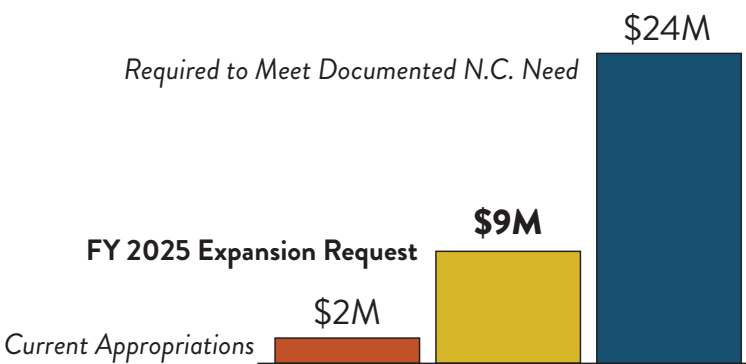 $24M
Required to Meet Documented N.C. Need
$9M
FY 2025 Expansion Request
$2M
Current Appropriations